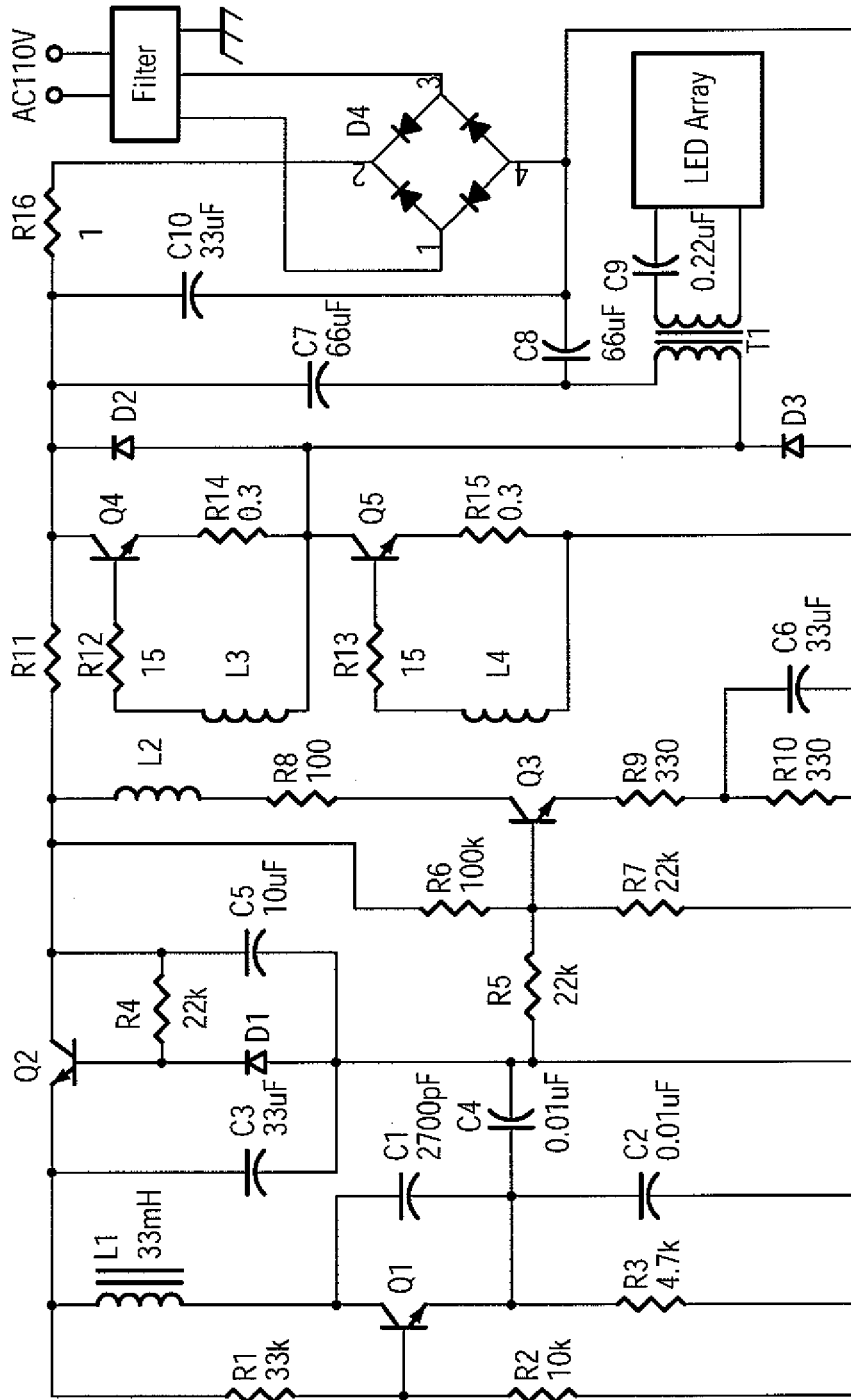 AC110V
Filter
R16
1
C10
33uF
D4
1
2
3
4
C7
66uF
C8
66uF
C9
0.22uF
T1
LED Array
D2
D3
Q4
R14
0.3
Q5
R15
0.3
R11
R12
15
L3
R13
15
L4
C6
33uF
L2
R8
100
Q3
R9
330
R10
330
R6
100k
R7
22k
R5
22k
Q2
R4
22k
C5
10uF
D1
C3
33uF
C4
0.01uF
C1
2700pF
C2
0.01uF
L1
33mH
Q1
R3
4.7k
R1
33k
R2
10k